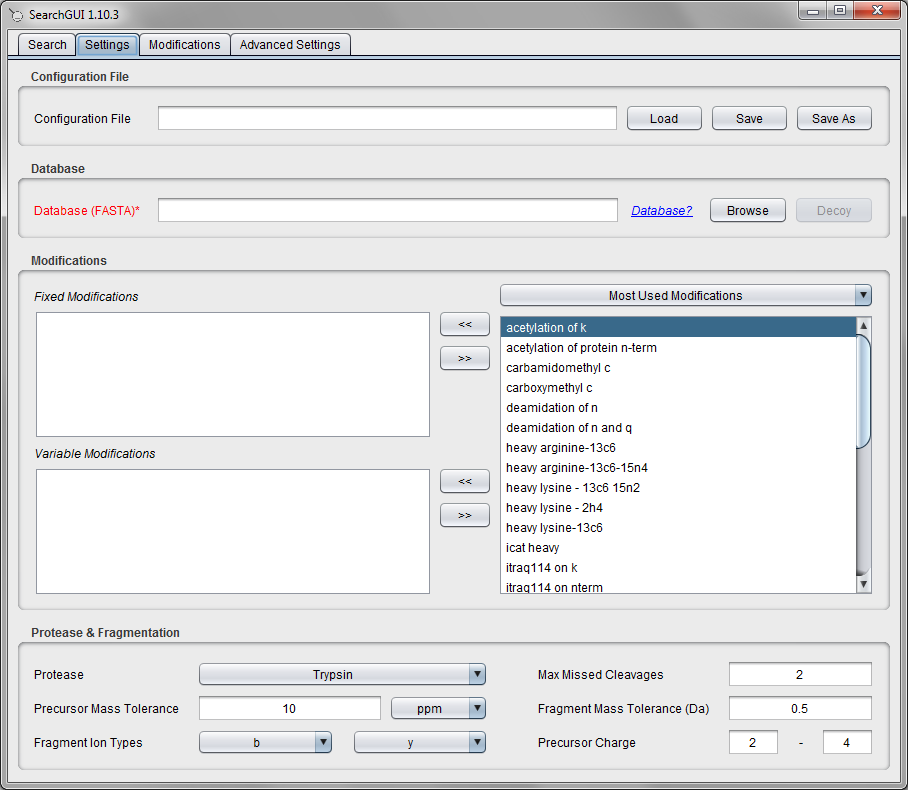 SearchGUI 1.10.3
Search Settings Modifications Advanced Settings
Configuration File
Configuration File Load Save Save As
Database
Database (FASTA)* Database? Browse Decoy
Modifications
Fixed Modifications
Most Used Modifications
<<
>>
acetylation of k
acetylation of protein n-term
carbamidomethyl c
carboxymethyl c
deamidation of n
deamidation of n and q
heavy arginine-13c6
heavy arginine-13c6-15n4
heavy lysine - 13c6 15n2
heavy lysine - 2h4
heavy lysine-13c6
icat heavy
itraq114 on k
itraq114 on nterm
Variable Modifications
<<
>>
Protease & Fragmentation
Protease Trypsin Max Missed Cleavages 2
Precursor Mass Tolerance 10 ppm Fragment Mass Tolerance (Da) 0.5
Fragment Ion Types b y Precursor Charge 2 - 4